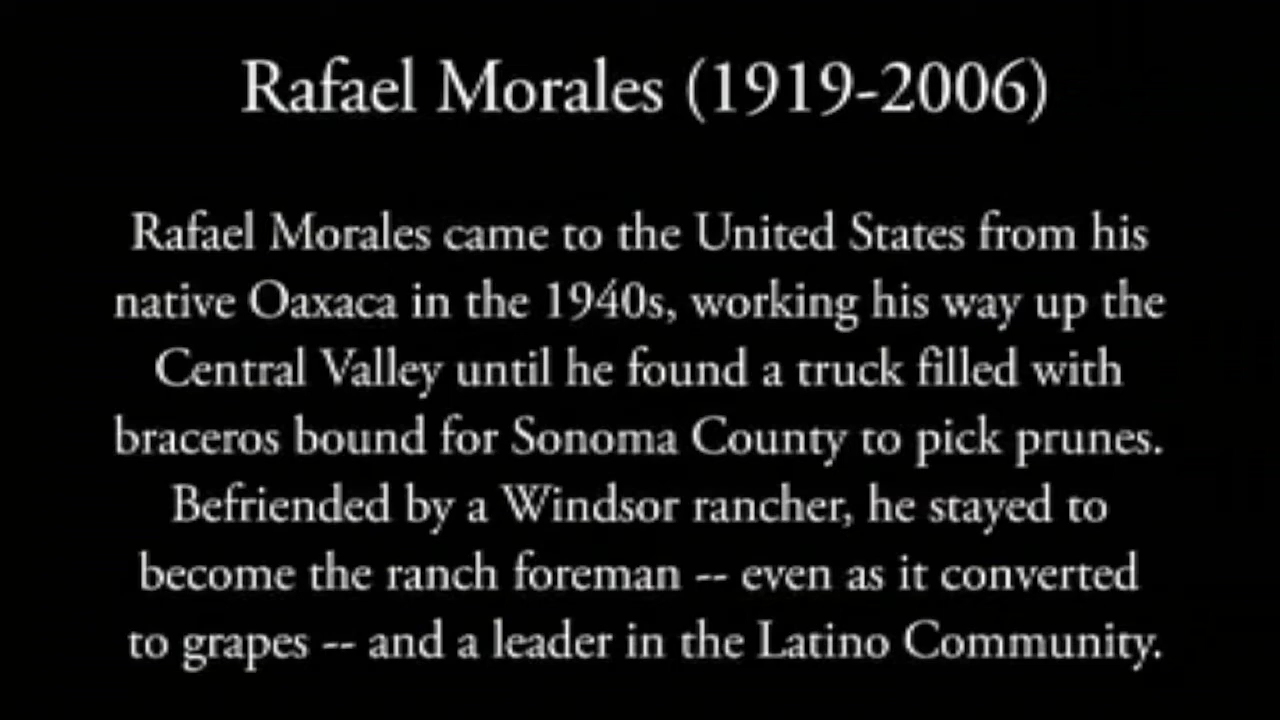 Rafael Morales (1919-2006)
Rafael Morales came to the United States from his
native Oaxaca in the 1940s, working his way up the
Central Valley until he found a truck filled with
braceros bound for Sonoma County to pick prunes.
Befriended by a Windsor rancher, he stayed to
become the ranch foreman -- even as it converted
to grapes -- and a leader in the Latino Community.